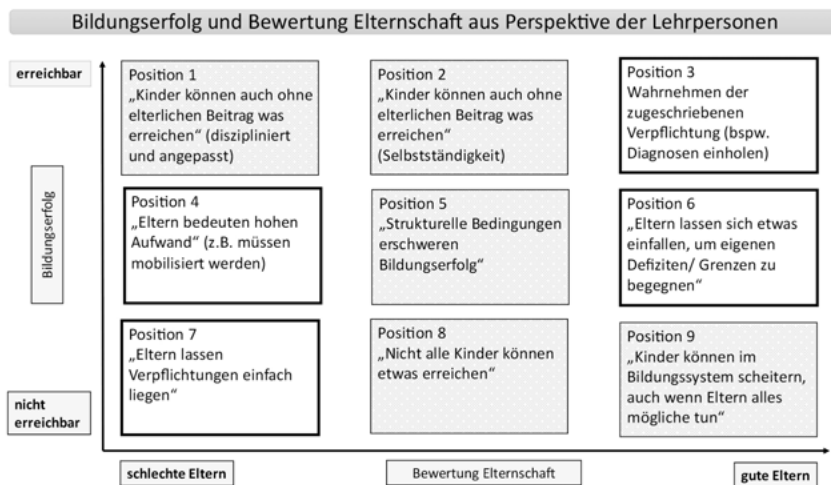 Bildungserfolg und Bewertung Elternschaft aus Perspektive der Lehrpersonen
erreichbar
Position 1
„Kinder können auch ohne
elterlichen Beitrag was
erreichen“ (diszipliniert
und angepasst)
Position 2
„Kinder können auch ohne
elterlichen Beitrag was
erreichen“
(Selbstständigkeit)
Position 3
Wahrnehmen der
zugeschriebenen
Verpflichtung (bspw.
Diagnosen einholen)
Bildungserfolg
Position 4
„Eltern bedeuten hohen
Aufwand“ (z.B. müssen
mobilisiert werden)
Position 5
„Strukturelle Bedingungen
erschweren
Bildungserfolg“
Position 6
„Eltern lassen sich etwas
einfallen, um eigenen
Defiziten/ Grenzen zu
begegnen“
Position 7
„Eltern lassen
Verpflichtungen einfach
liegen“
Position 8
„Nicht alle Kinder können
etwas erreichen“
Position 9
„Kinder können im
Bildungssystem scheitern,
auch wenn Eltern alles
mögliche tun“
nicht
erreichbar
schlechte Eltern
Bewertung Elternschaft
gute Eltern